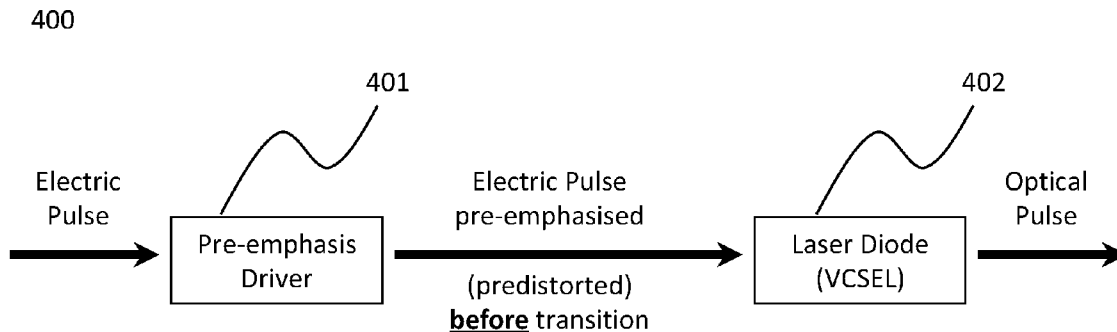 400
401
402
Electric
Pulse
Pre-emphasis
Driver
Electric Pulse
pre-emphasised
(predistorted)
before transition
Laser Diode
(VCSEL)
Optical
Pulse